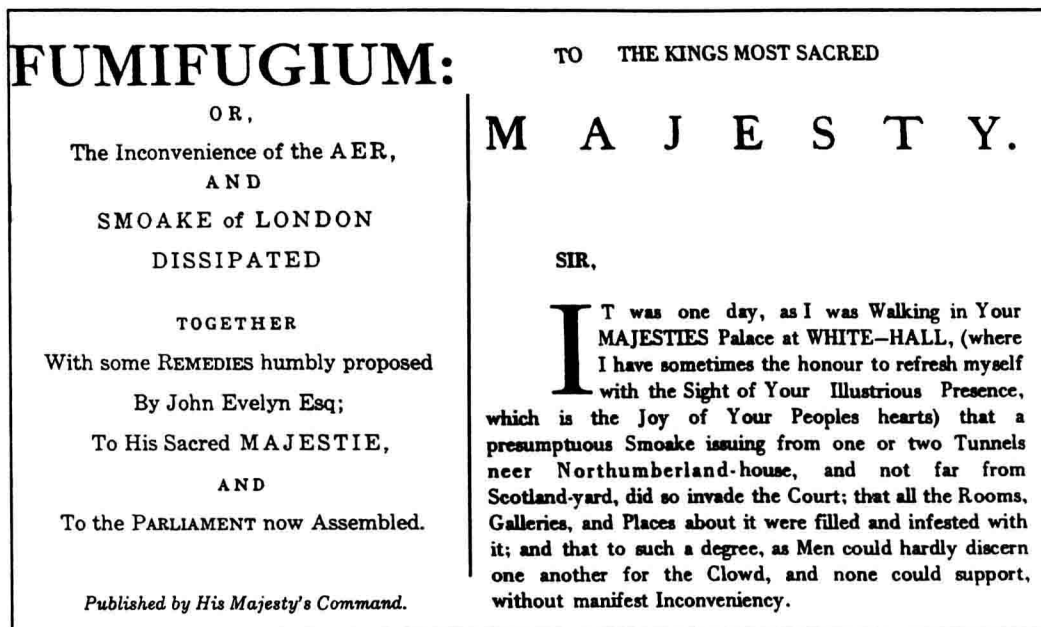 FUMIFUGIUM:
OR,
The Inconvenience of the AER,
AND
SMOAKE of LONDON
DISSIPATED
TOGETHER
With some REMEDIES humbly proposed
By John Evelyn Esq;
To His Sacred MAJESTIE,
AND
To the PARLIAMENT now Assembled.
Published by His Majesty's Command.
TO THE KINGS MOST SACRED
MAJESTY.
SIR,
IT was one day, as I was Walking in Your
MAJESTIES Palace at WHITE-HALL, (where
I have sometimes the honour to refresh myself
with the Sight of Your Illustrious Presence,
which is the Joy of Your Peoples hearts) that a
presumptuous Smoake issuing from one or two Tunnels
neer Northumberland-house, and not far from
Scotland-yard, did so invade the Court; that all the Rooms,
Galleries, and Places about it were filled and infested with
it; and that to such a degree, as Men could hardly discern
one another for the Clowd, and none could support,
without manifest Inconveniency.